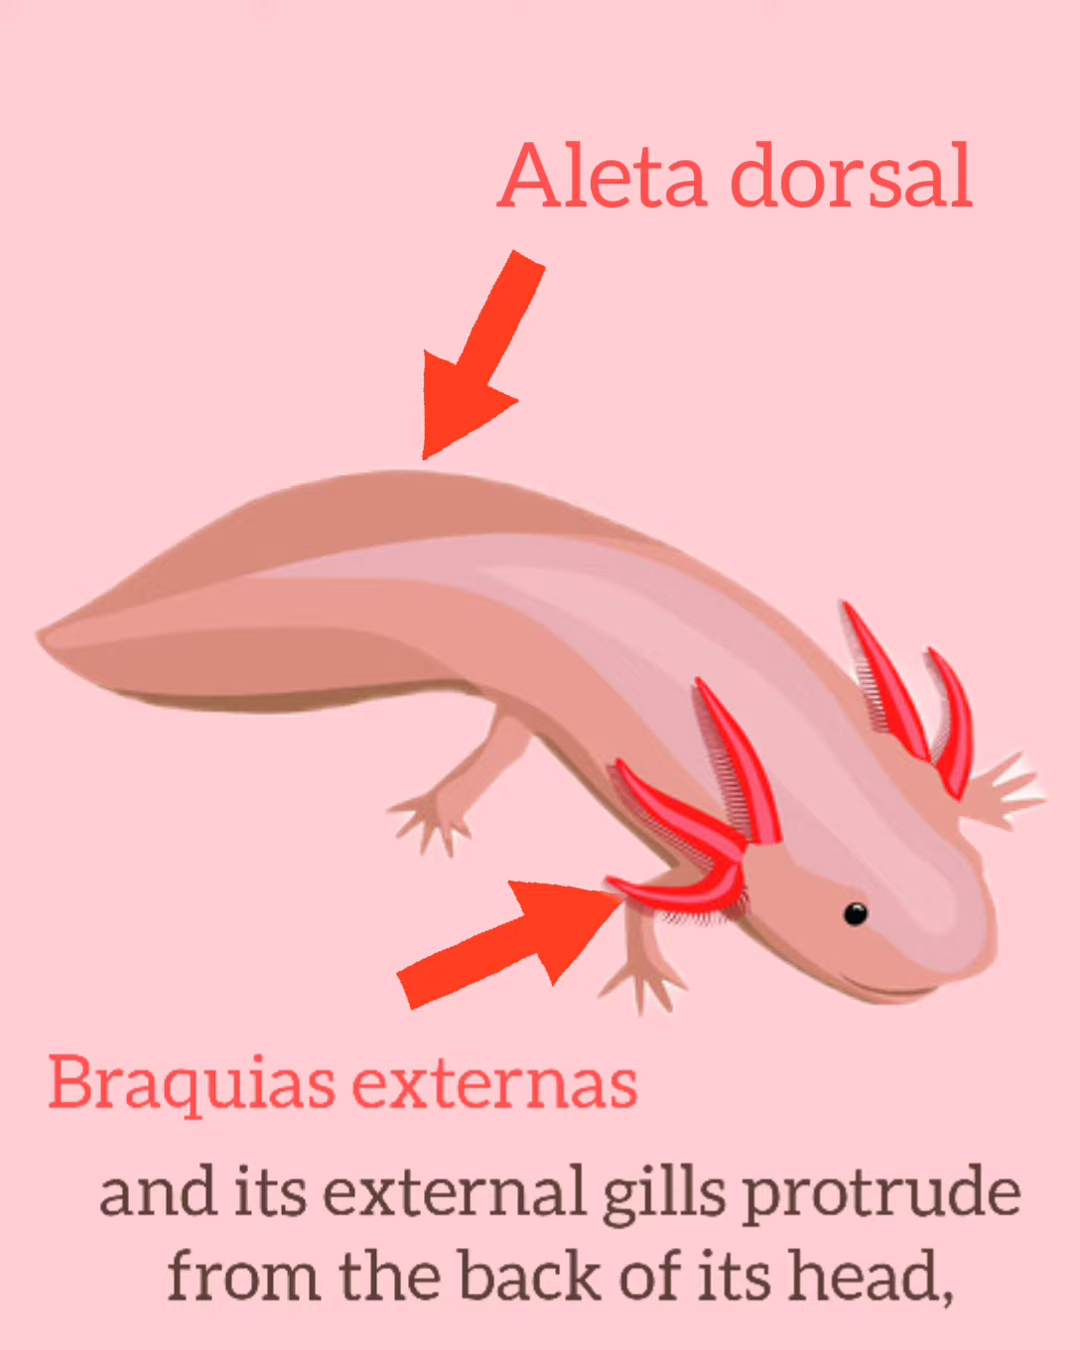 Aleta dorsal
Braquias externas
and its external gills protrude
from the back of its head,